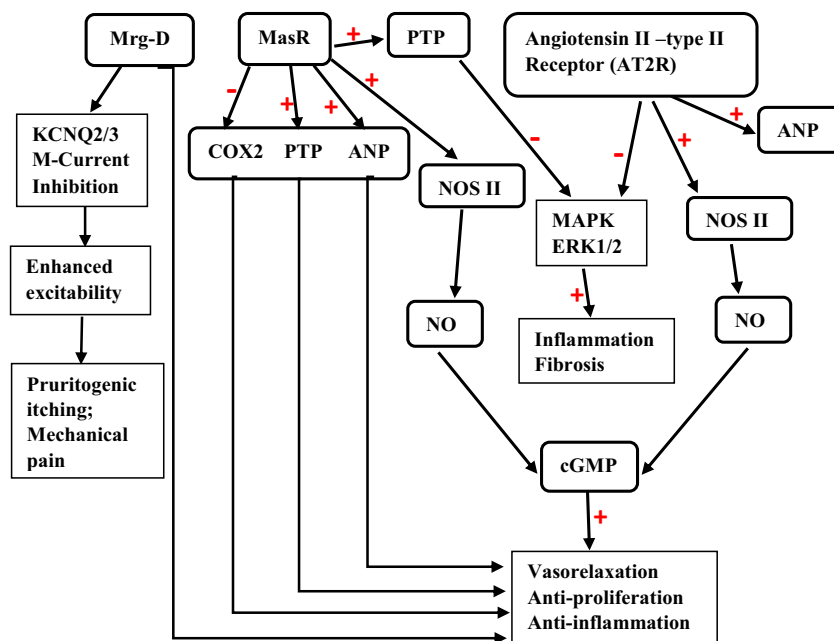 Mrg-D
MasR
+
PTP
Angiotensin II –type II
Receptor (AT2R)
-
+
+
+
-
-
+
+
ANP
KCNQ2/3
M-Current
Inhibition
COX2 PTP ANP
NOS II
MAPK
ERK1/2
NOS II
Enhanced
excitability
+
NO
Inflammation
Fibrosis
NO
Pruritogenic
itching;
Mechanical
pain
cGMP
+
Vasorelaxation
Anti-proliferation
Anti-inflammation